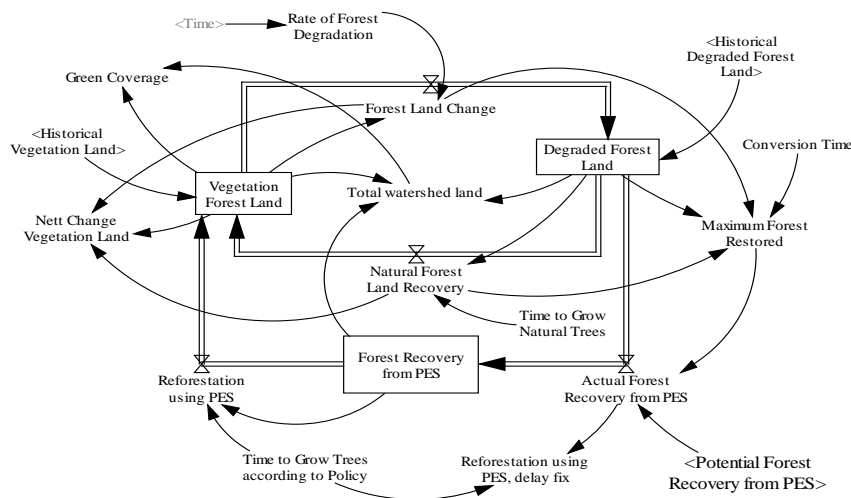 <Time>
Rate of Forest
Degradation
Green Coverage
<Historical
Degraded Forest
Land>
Forest Land Change
<Historical
Vegetation Land>
Degraded Forest
Land
Conversion Time
Vegetation
Forest Land
Total watershed land
Nett Change
Vegetation Land
Maximum Forest
Restored
Natural Forest
Land Recovery
Time to Grow
Natural Trees
Forest Recovery
from PES
Reforestation
using PES
Actual Forest
Recovery from PES
Time to Grow Trees
according to Policy
Reforestation using
PES, delay fix
<Potential Forest
Recovery from PES>